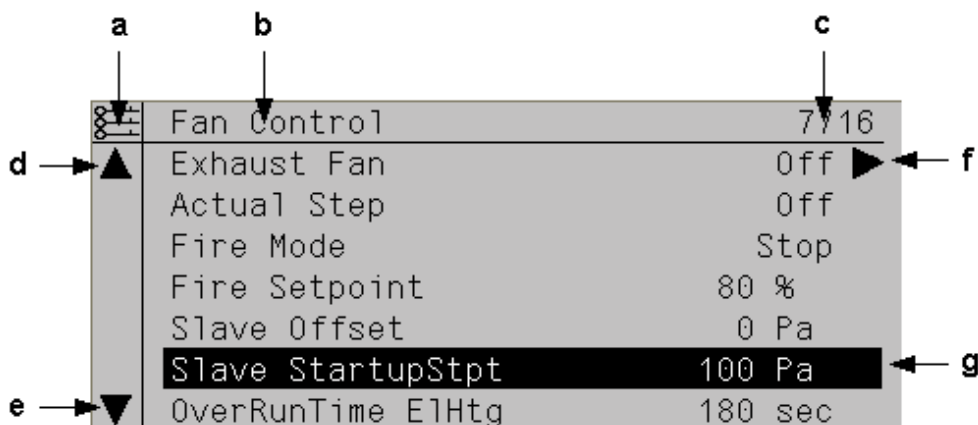 a b c
Fan Control 7/16
d Exhaust Fan Off f
Actual Step Off
Fire Mode Stop
Fire Setpoint 80 %
Slave Offset 0 Pa
Slave StartupStpt 100 Pa g
e OverRunTime ElHtg 180 sec